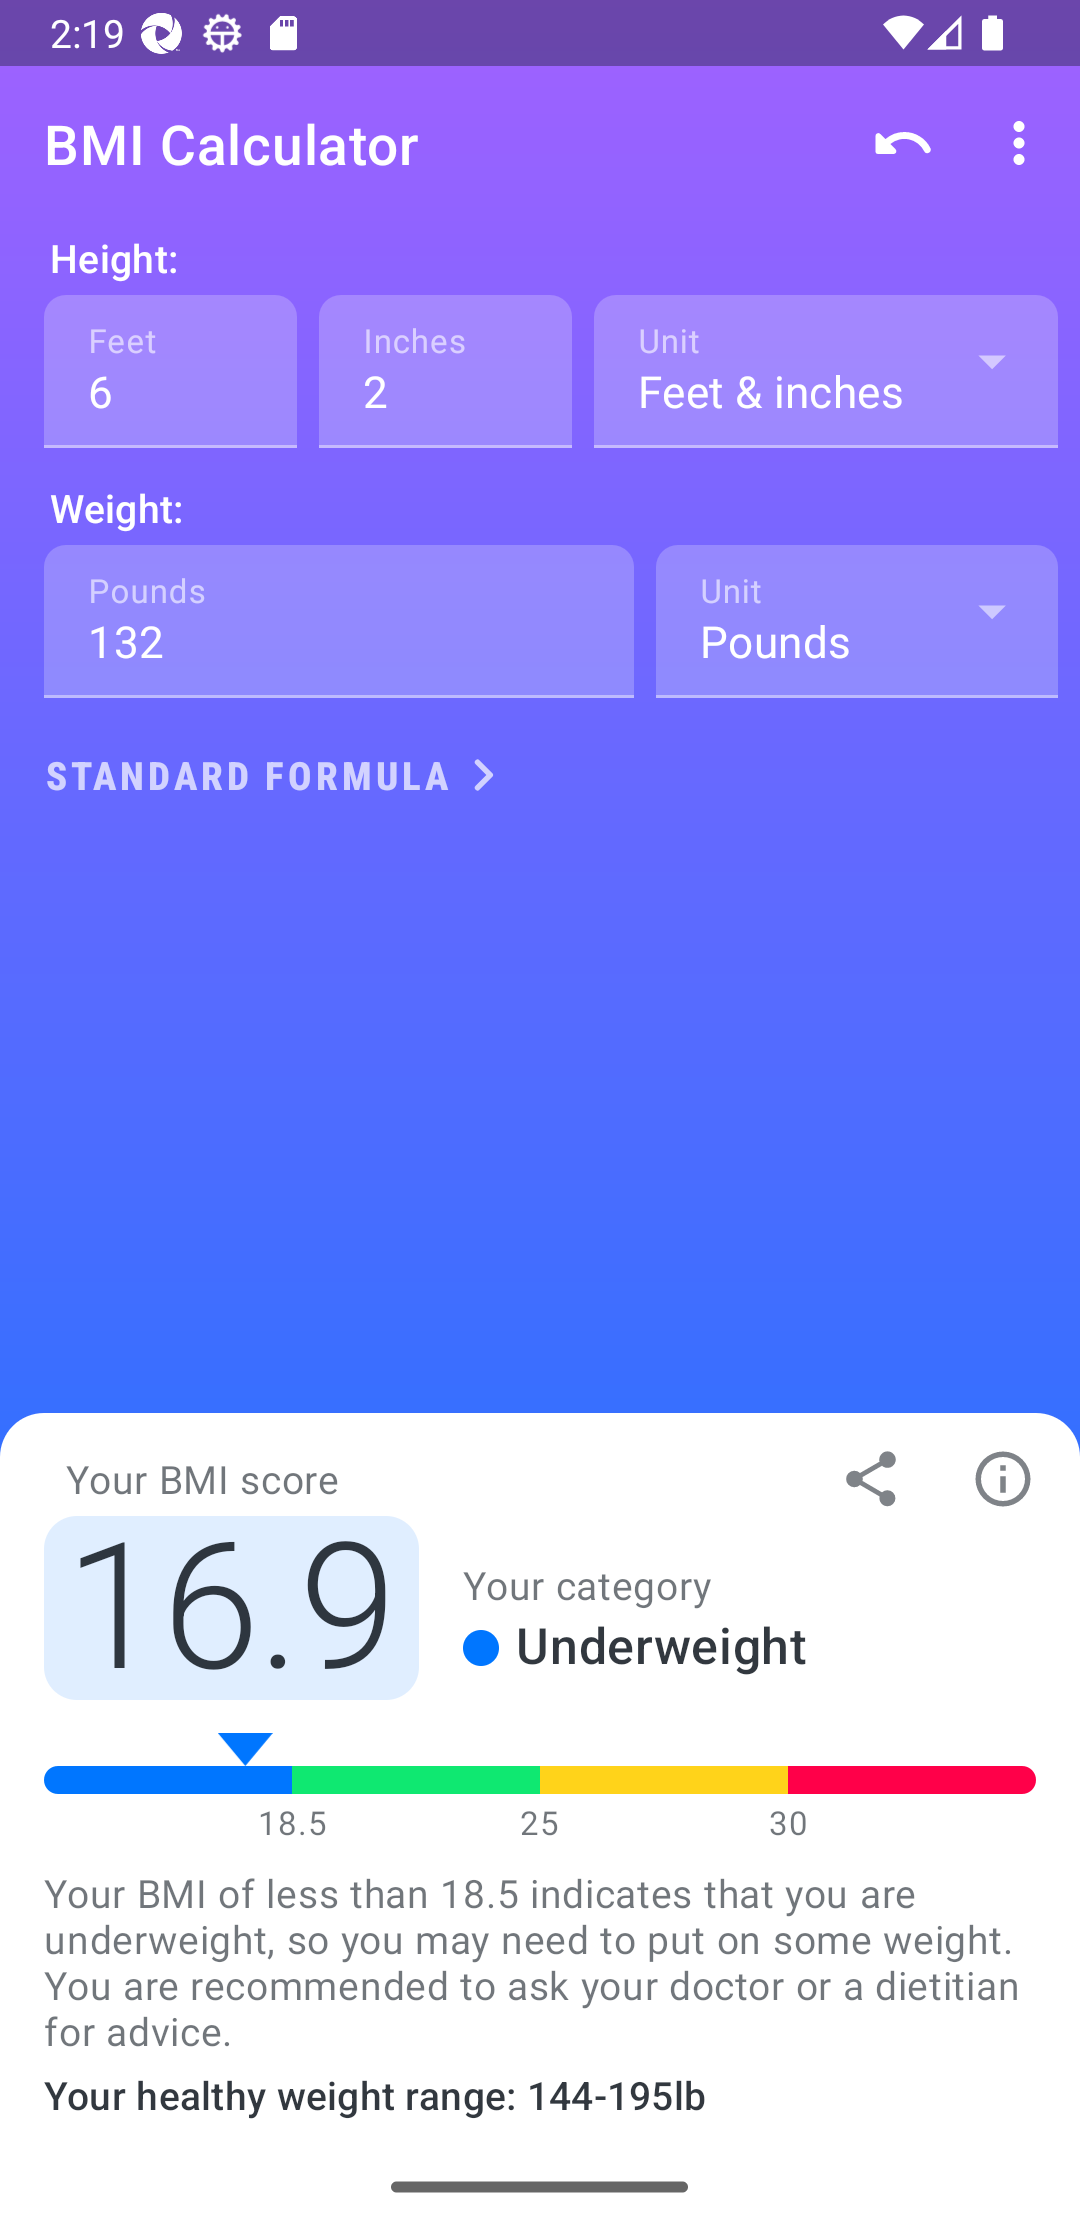 2:19
BMI Calculator
Height:
Feet
6
Inches
2
Unit
Feet & inches
Weight:
Pounds
132
Unit
Pounds
STANDARD FORMULA
Your BMI score
16.9
Your category
Underweight
18.5
25
30
Your BMI of less than 18.5 indicates that you are
underweight, so you may need to put on some weight.
You are recommended to ask your doctor or a dietitian
for advice.
Your healthy weight range: 144-195lb